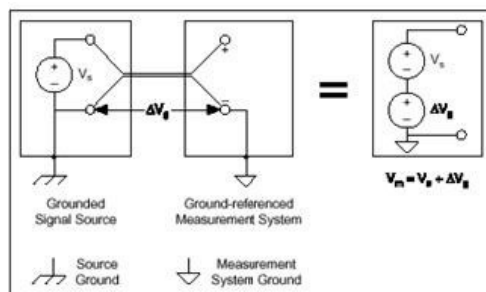 +
−
Vs
+
−
ΔVg
=
+
−
Vs
+
−
ΔVg
Vm = Vs + ΔVg
Grounded
Signal Source
Ground-referenced
Measurement System
Source
Ground
Measurement
System Ground